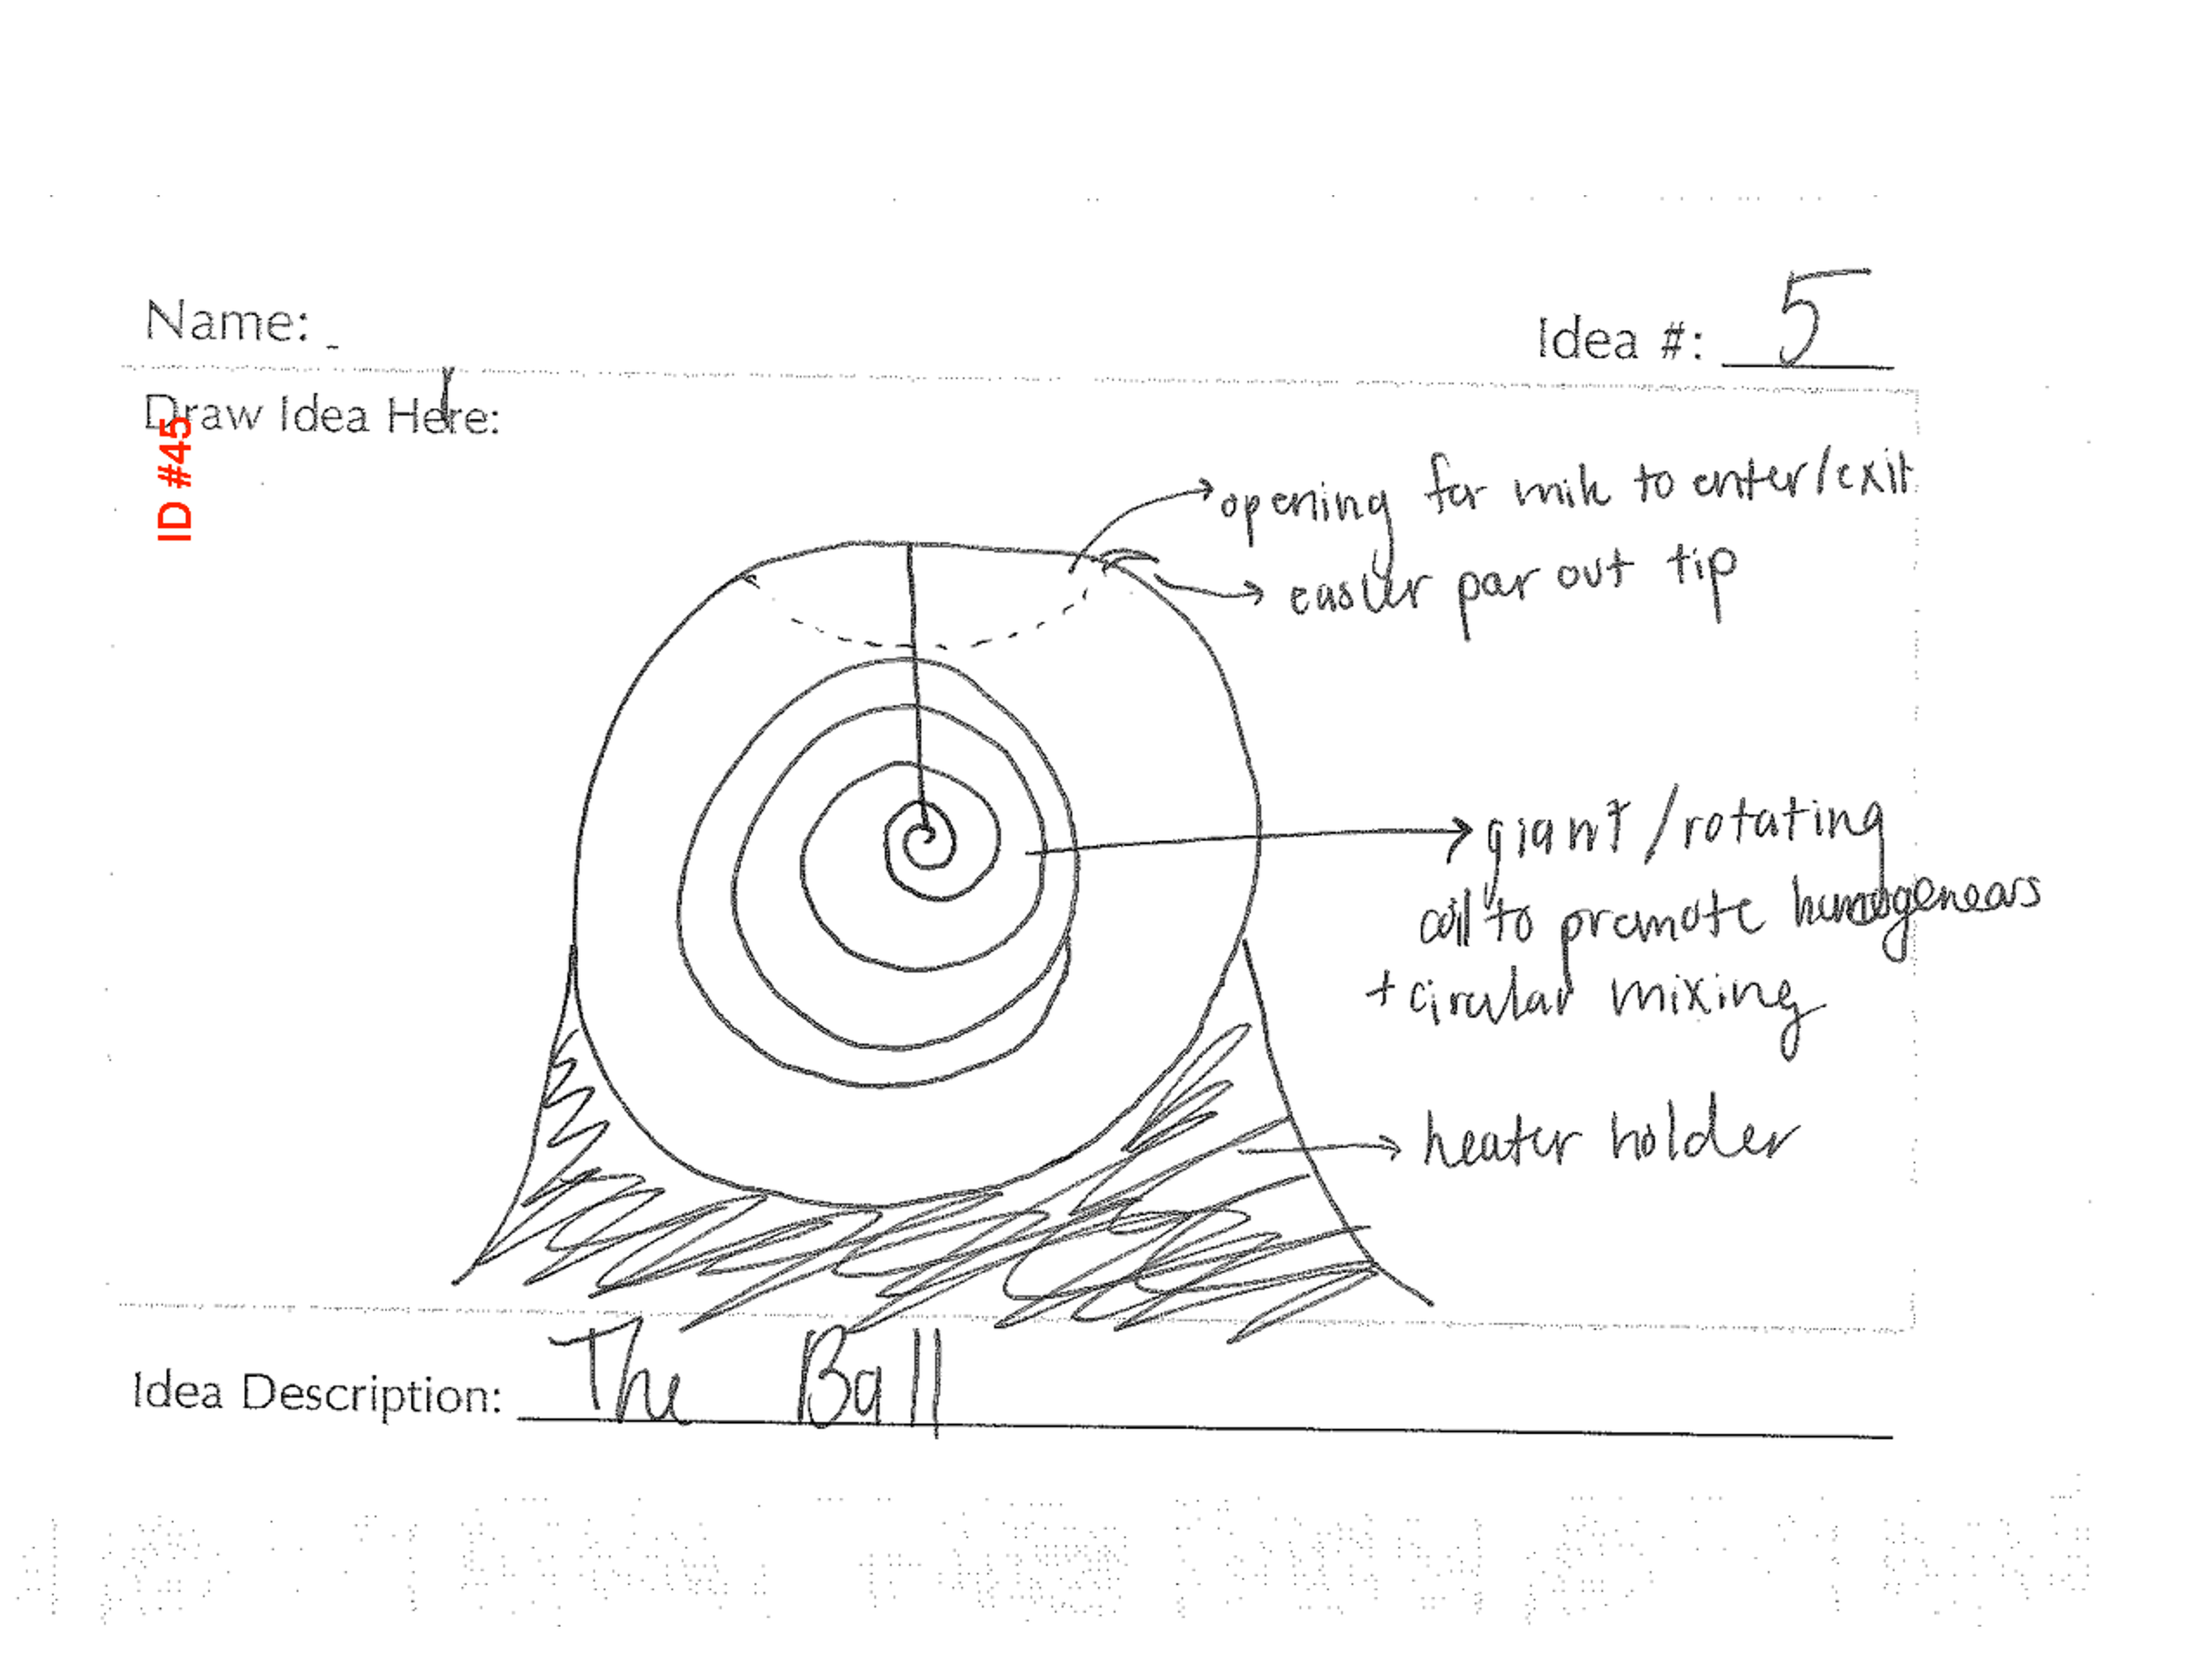 Name:
Idea #: 5
Draw Idea Here:
ID #45
opening for milk to enter/exit
easier pour out tip
giant/rotating
coil to promote homogeneous
+ circular mixing
heater holder
Idea Description: The Ball